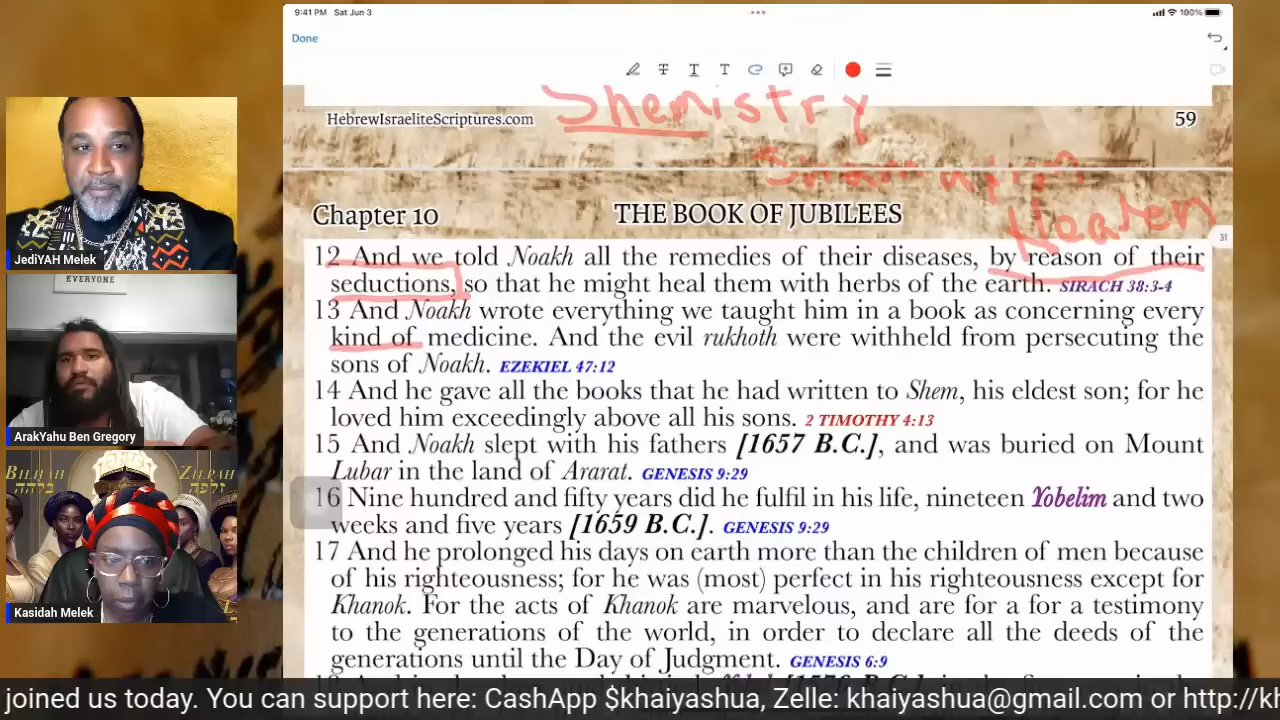 9:41 PM Sat Jun 3
100%
Done
Shemistry
HebrewIsraeliteScriptures.com
59
Heaven
Chapter 10
THE BOOK OF JUBILEES
31
12 And we told Noakh all the remedies of their diseases, by reason of their
seductions, so that he might heal them with herbs of the earth. SIRACH 38:3-4
13 And Noakh wrote everything we taught him in a book as concerning every
kind of medicine. And the evil rukhoth were withheld from persecuting the
sons of Noakh. EZEKIEL 47:12
14 And he gave all the books that he had written to Shem, his eldest son; for he
loved him exceedingly above all his sons. 2 TIMOTHY 4:13
15 And Noakh slept with his fathers [1657 B.C.], and was buried on Mount
Lubar in the land of Ararat. GENESIS 9:29
16 Nine hundred and fifty years did he fulfil in his life, nineteen Yobelim and two
weeks and five years [1659 B.C.]. GENESIS 9:29
17 And he prolonged his days on earth more than the children of men because
of his righteousness; for he was (most) perfect in his righteousness except for
Khanok. For the acts of Khanok are marvelous, and are for a for a testimony
to the generations of the world, in order to declare all the deeds of the
generations until the Day of Judgment. GENESIS 6:9
JediYAH Melek
EVERYONE
ArakYahu Ben Gregory
BILHAH
בלהה
ZILPAH
זלפה
Kasidah Melek
joined us today. You can support here: CashApp $khaiyashua, Zelle: khaiyashua@gmail.com or http://kh